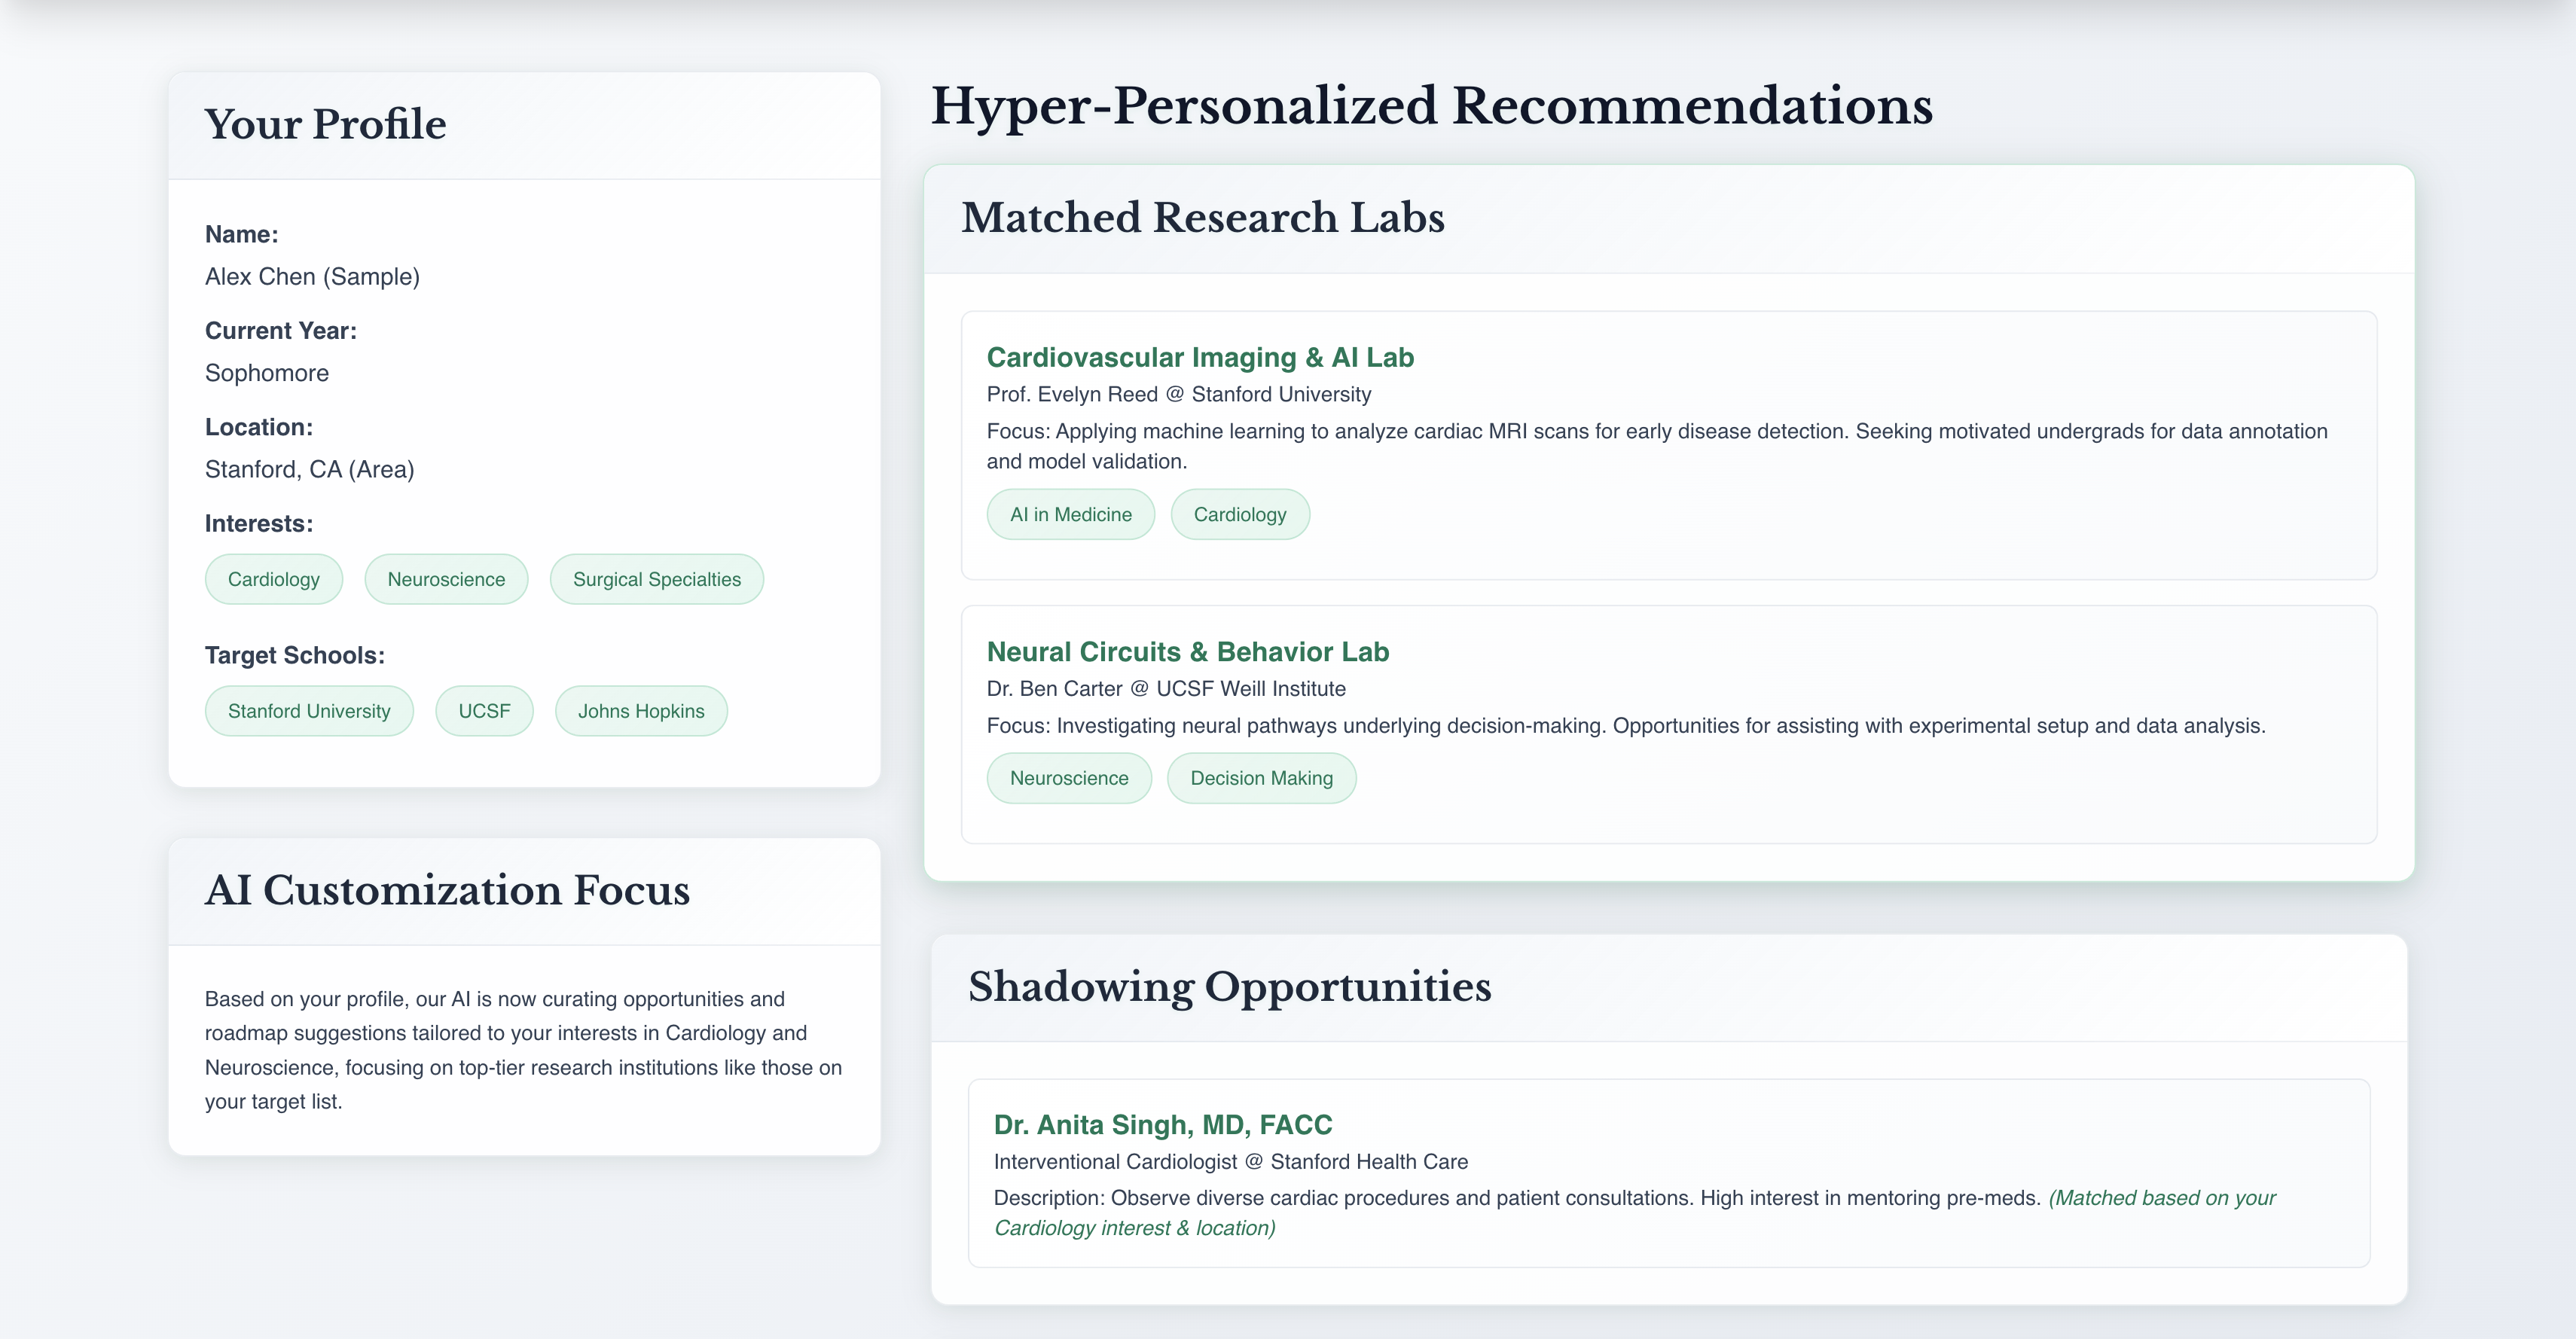 Your Profile
Name:
Alex Chen (Sample)
Current Year:
Sophomore
Location:
Stanford, CA (Area)
Interests:
Cardiology
Neuroscience
Surgical Specialties
Target Schools:
Stanford University
UCSF
Johns Hopkins
AI Customization Focus
Based on your profile, our AI is now curating opportunities and
roadmap suggestions tailored to your interests in Cardiology and
Neuroscience, focusing on top-tier research institutions like those on
your target list.
Hyper-Personalized Recommendations
Matched Research Labs
Cardiovascular Imaging & AI Lab
Prof. Evelyn Reed @ Stanford University
Focus: Applying machine learning to analyze cardiac MRI scans for early disease detection. Seeking motivated undergrads for data annotation
and model validation.
AI in Medicine
Cardiology
Neural Circuits & Behavior Lab
Dr. Ben Carter @ UCSF Weill Institute
Focus: Investigating neural pathways underlying decision-making. Opportunities for assisting with experimental setup and data analysis.
Neuroscience
Decision Making
Shadowing Opportunities
Dr. Anita Singh, MD, FACC
Interventional Cardiologist @ Stanford Health Care
Description: Observe diverse cardiac procedures and patient consultations. High interest in mentoring pre-meds. (Matched based on your
Cardiology interest & location)